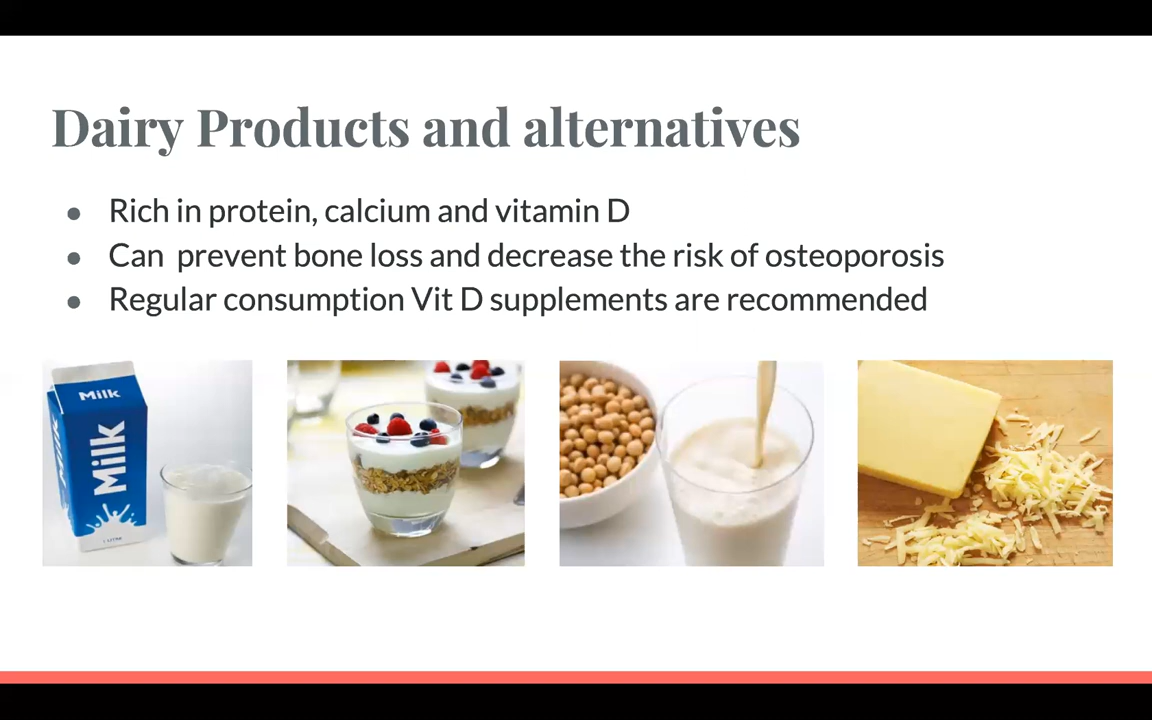 Dairy Products and alternatives
Rich in protein, calcium and vitamin D
Can prevent bone loss and decrease the risk of osteoporosis
Regular consumption Vit D supplements are recommended
Milk
Milk